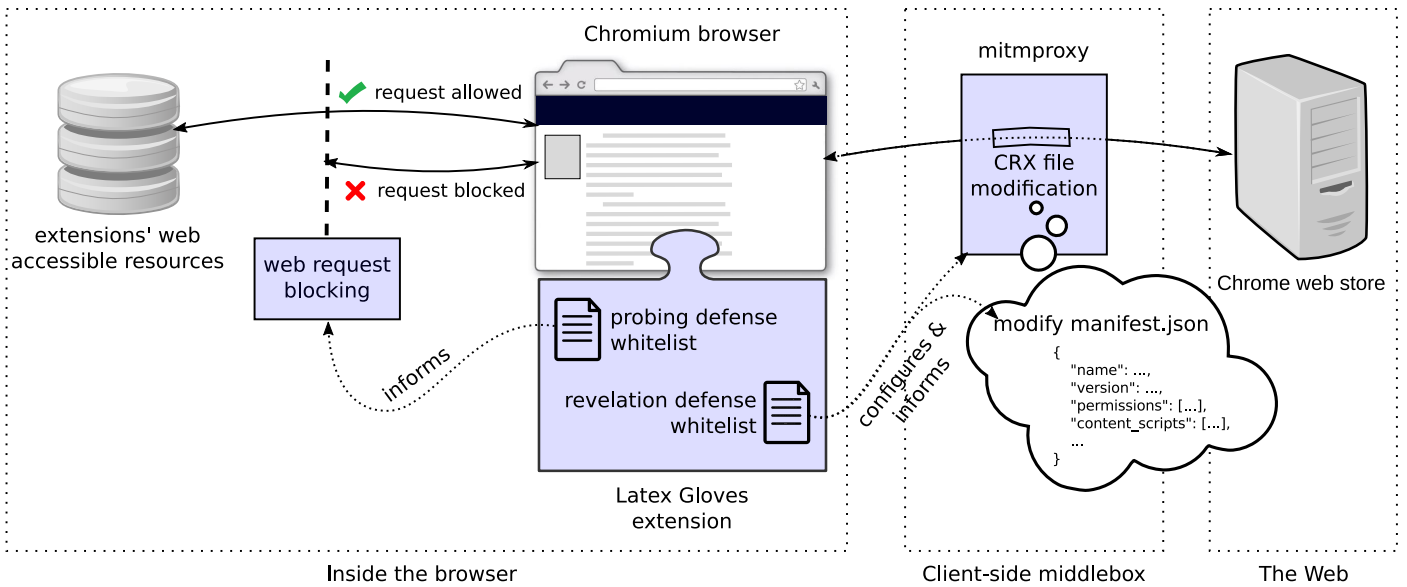 Chromium browser
request allowed
request blocked
extensions' web
accessible resources
web request
blocking
informs
probing defense
whitelist
revelation defense
whitelist
Latex Gloves
extension
Inside the browser
mitmproxy
CRX file
modification
configures &
informs
modify manifest.json
{
"name": ...,
"version": ...,
"permissions": [...],
"content_scripts": [...],
...
}
Client-side middlebox
Chrome web store
The Web